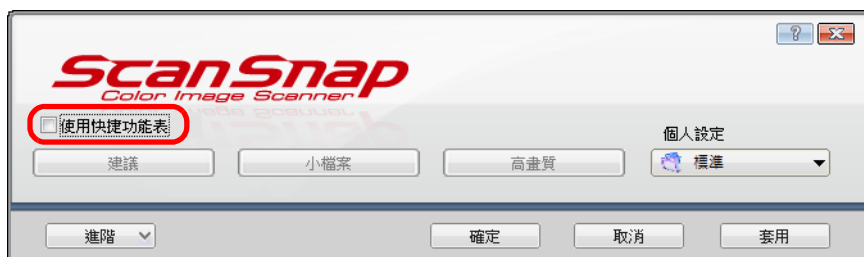 ScanSnap
Color Image Scanner
使用快捷功能表
個人設定
建議
小檔案
高畫質
標準
進階
確定
取消
套用